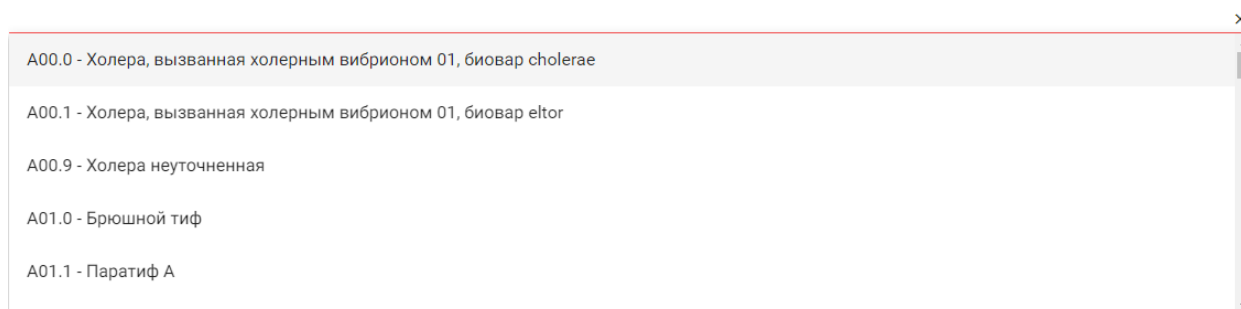 A00.0 - Холера, вызванная холерным вибрионом 01, биовар cholerae
A00.1 - Холера, вызванная холерным вибрионом 01, биовар eltor
A00.9 - Холера неуточненная
A01.0 - Брюшной тиф
A01.1 - Паратиф A